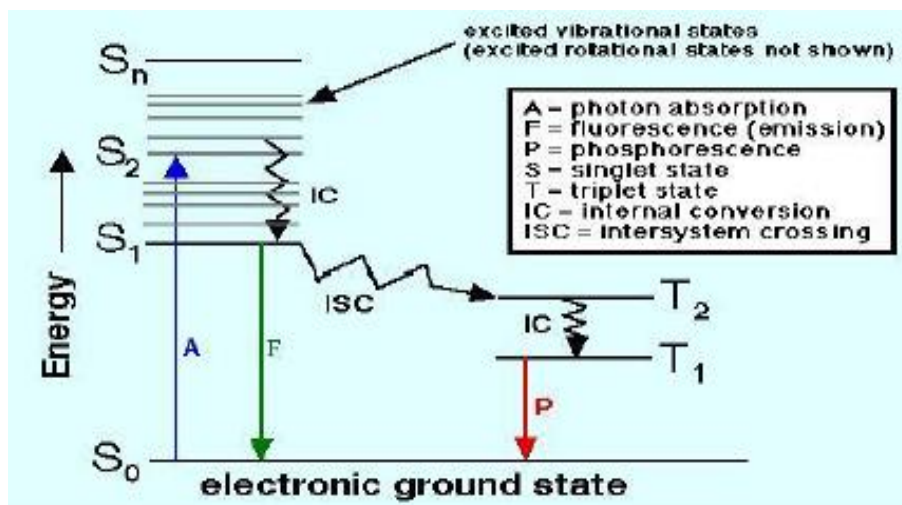 excited vibrational states
(excited rotational states not shown)
Sn
A – photon absorption
F = fluorescence (emission)
P = phosphorescence
S – singlet state
T – triplet state
IC – internal conversion
ISC = intersystem crossing
S2
IC
S1
Energy
ISC
T2
IC
A
F
T1
P
S0
electronic ground state